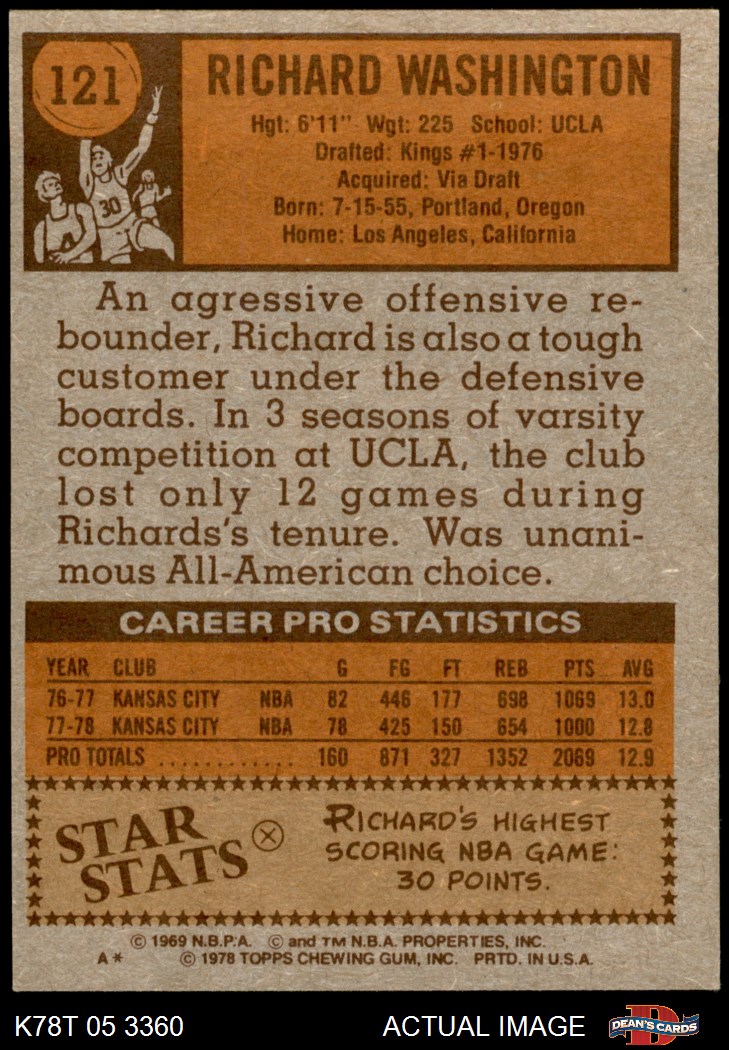 121
RICHARD WASHINGTON
Hgt: 6'11" Wgt: 225 School: UCLA
Drafted: Kings #1-1976
Acquired: Via Draft
Born: 7-15-55, Portland, Oregon
Home: Los Angeles, California
30
An agressive offensive re-
bounder, Richard is also a tough
customer under the defensive
boards. In 3 seasons of varsity
competition at UCLA, the club
lost only 12 games during
Richards's tenure. Was unani-
mous All-American choice.
CAREER PRO STATISTICS
YEAR CLUB G FG FT REB PTS AVG
76-77 KANSAS CITY NBA 82 446 177 698 1069 13.0
77-78 KANSAS CITY NBA 78 425 150 654 1000 12.8
PRO TOTALS ............ 160 871 327 1352 2069 12.9
STAR
STATS
RICHARD'S HIGHEST
SCORING NBA GAME:
30 POINTS.
© 1969 N.B.P.A. © and TM N.B.A. PROPERTIES, INC.
A* © 1978 TOPPS CHEWING GUM, INC. PRTD. IN U.S.A.
K78T 05 3360 ACTUAL IMAGE D DEAN'S CARDS